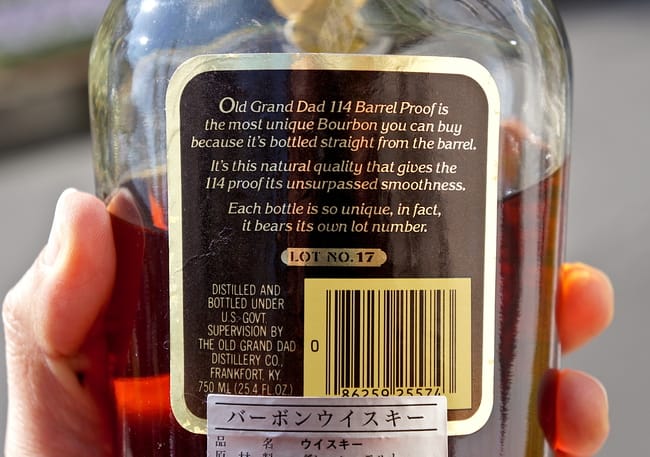 Old Grand Dad 114 Barrel Proof is
the most unique Bourbon you can buy
because it's bottled straight from the barrel.
It's this natural quality that gives the
114 proof its unsurpassed smoothness.
Each bottle is so unique, in fact,
it bears its own lot number.
LOT NO. 17
DISTILLED AND
BOTTLED UNDER
U.S. GOVT
SUPERVISION BY
THE OLD GRAND DAD
DISTILLERY CO.,
FRANKFORT, KY.
750 ML (25.4 FL OZ)
0 86259 25574
バーボンウイスキー
品名 ウイスキー